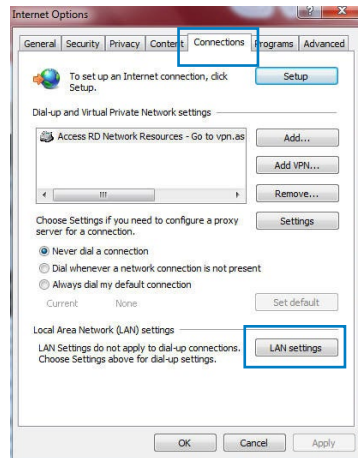 Internet Options
General Security Privacy Content Connections Programs Advanced
To set up an Internet connection, click
Setup.
Setup
Dial-up and Virtual Private Network settings
Access RD Network Resources - Go to vpn.as
Add...
Add VPN...
Remove...
Choose Settings if you need to configure a proxy
server for a connection.
Settings
Never dial a connection
Dial whenever a network connection is not present
Always dial my default connection
Current None
Set default
Local Area Network (LAN) settings
LAN Settings do not apply to dial-up connections.
Choose Settings above for dial-up settings.
LAN settings
OK Cancel Apply